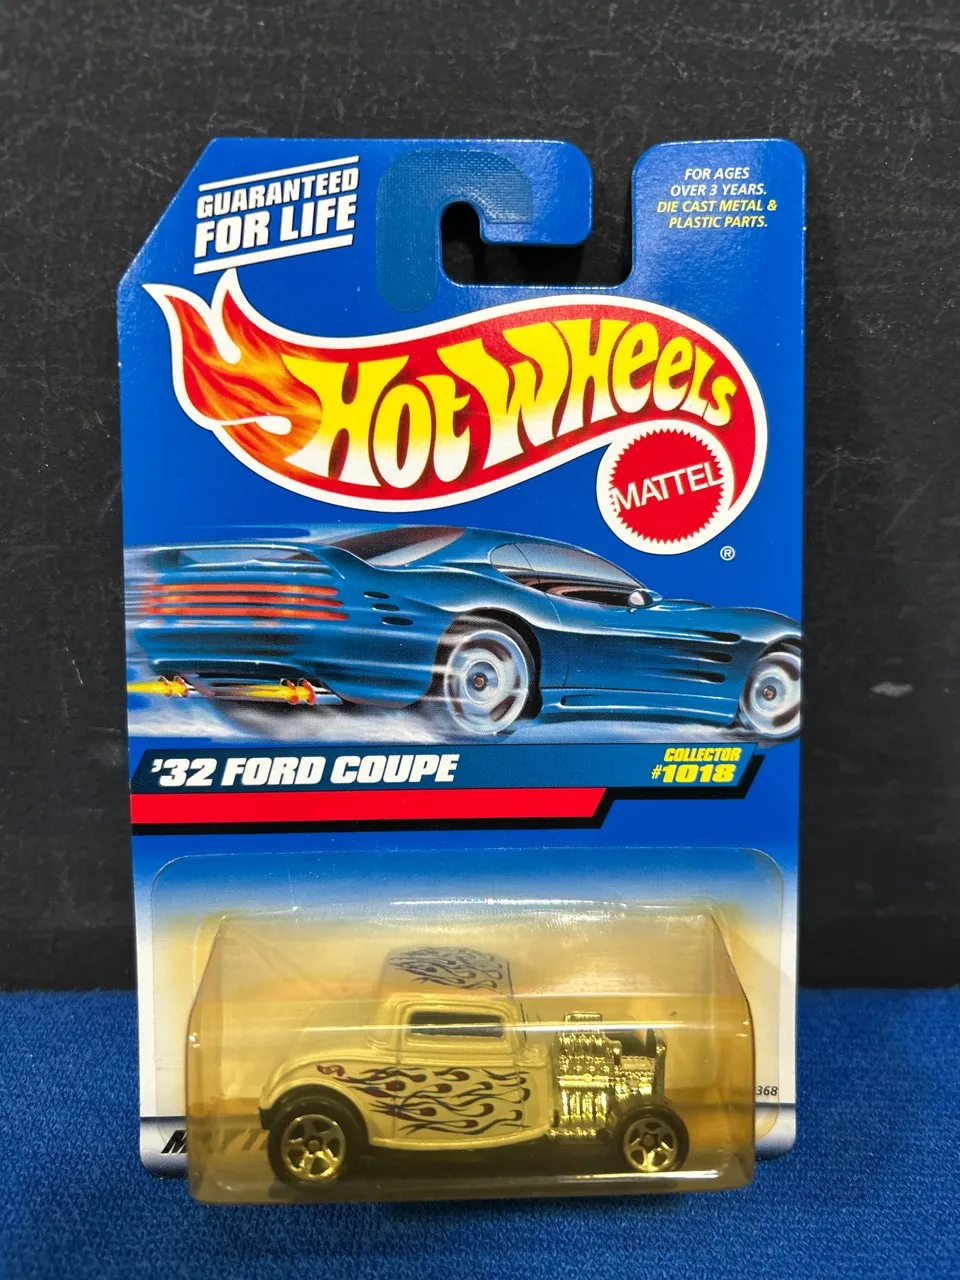 GUARANTEED
FOR LIFE
FOR AGES
OVER 3 YEARS.
DIE CAST METAL &
PLASTIC PARTS.
HOT WHEELS
MATTEL
®
'32 FORD COUPE
COLLECTOR
#1018
368